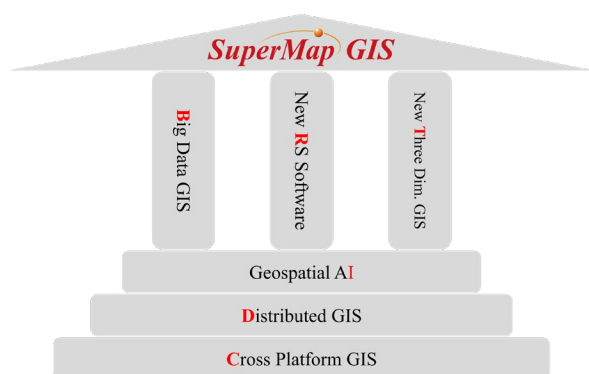 SuperMap GIS
Big Data GIS
New RS Software
New Three Dim. GIS
Geospatial AI
Distributed GIS
Cross Platform GIS